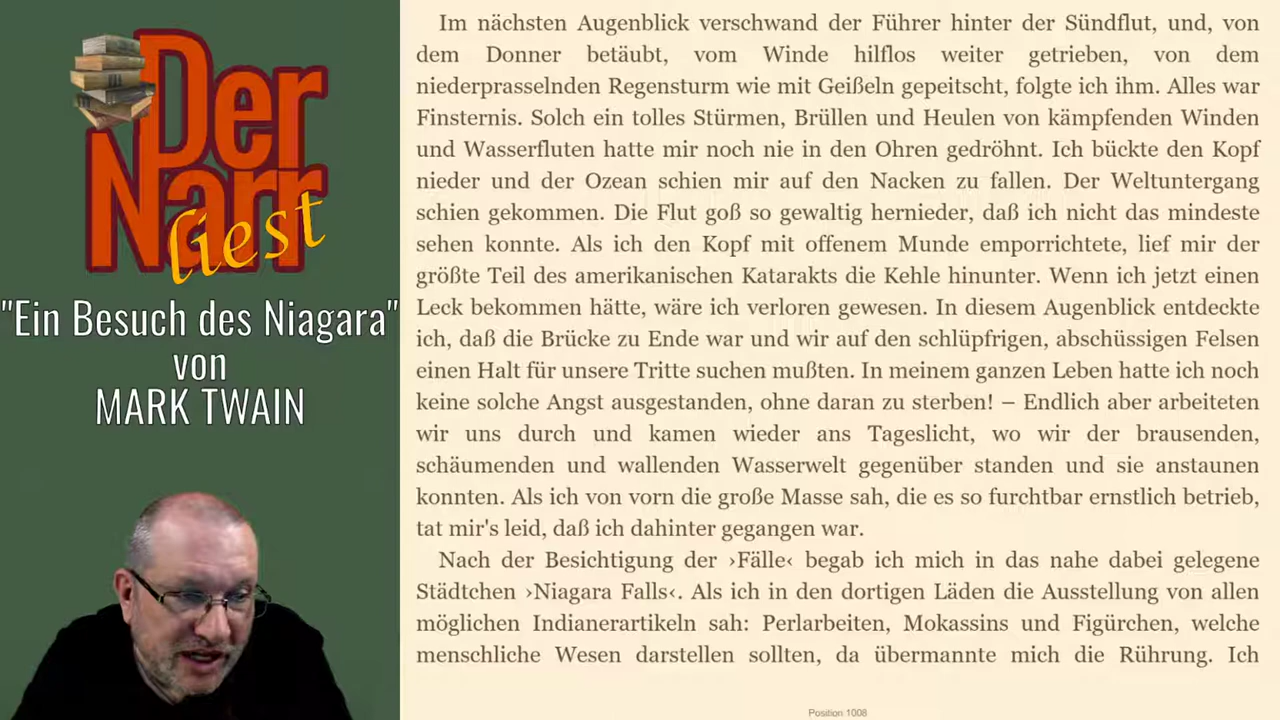 Der
Narr
liest
"Ein Besuch des Niagara"
von
MARK TWAIN
Im nächsten Augenblick verschwand der Führer hinter der Sündflut, und, von
dem Donner betäubt, vom Winde hilflos weiter getrieben, von dem
niederprasselnden Regensturm wie mit Geißeln gepeitscht, folgte ich ihm. Alles war
Finsternis. Solch ein tolles Stürmen, Brüllen und Heulen von kämpfenden Winden
und Wasserfluten hatte mir noch nie in den Ohren gedröhnt. Ich bückte den Kopf
nieder und der Ozean schien mir auf den Nacken zu fallen. Der Weltuntergang
schien gekommen. Die Flut goß so gewaltig hernieder, daß ich nicht das mindeste
sehen konnte. Als ich den Kopf mit offenem Munde emporrichtete, lief mir der
größte Teil des amerikanischen Katarakts die Kehle hinunter. Wenn ich jetzt einen
Leck bekommen hätte, wäre ich verloren gewesen. In diesem Augenblick entdeckte
ich, daß die Brücke zu Ende war und wir auf den schlüpfrigen, abschüssigen Felsen
einen Halt für unsere Tritte suchen mußten. In meinem ganzen Leben hatte ich noch
keine solche Angst ausgestanden, ohne daran zu sterben! – Endlich aber arbeiteten
wir uns durch und kamen wieder ans Tageslicht, wo wir der brausenden,
schäumenden und wallenden Wasserwelt gegenüber standen und sie anstaunen
konnten. Als ich von vorn die große Masse sah, die es so furchtbar ernstlich betrieb,
tat mir's leid, daß ich dahinter gegangen war.
Nach der Besichtigung der ›Fälle‹ begab ich mich in das nahe dabei gelegene
Städtchen ›Niagara Falls‹. Als ich in den dortigen Läden die Ausstellung von allen
möglichen Indianerartikeln sah: Perlarbeiten, Mokassins und Figürchen, welche
menschliche Wesen darstellen sollten, da übermannte mich die Rührung. Ich
Position 1008